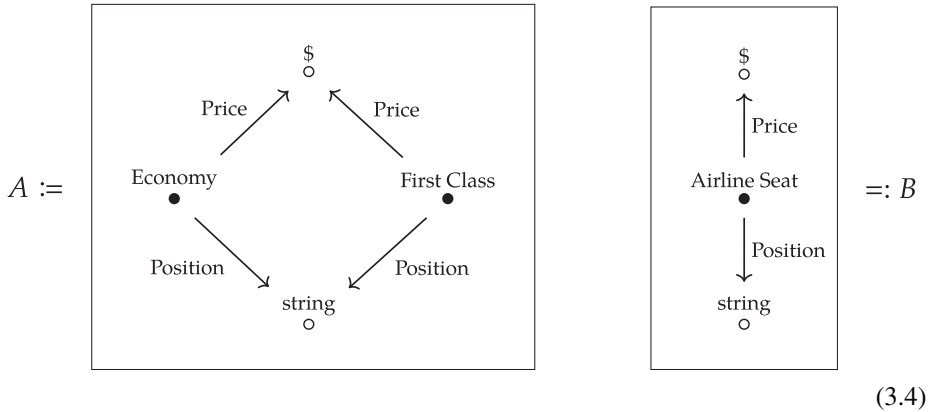 $
Price Price
Economy First Class
A :=
Position Position
string
$
Price
Airline Seat
=: B
Position
string
(3.4)